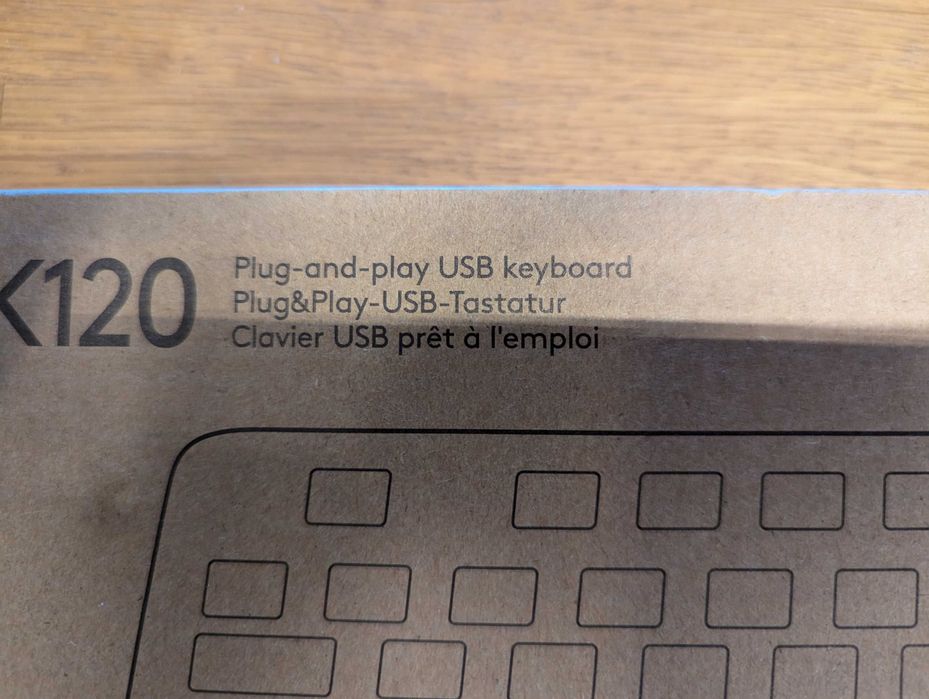 K120
Plug-and-play USB keyboard
Plug&Play-USB-Tastatur
Clavier USB prêt à l'emploi